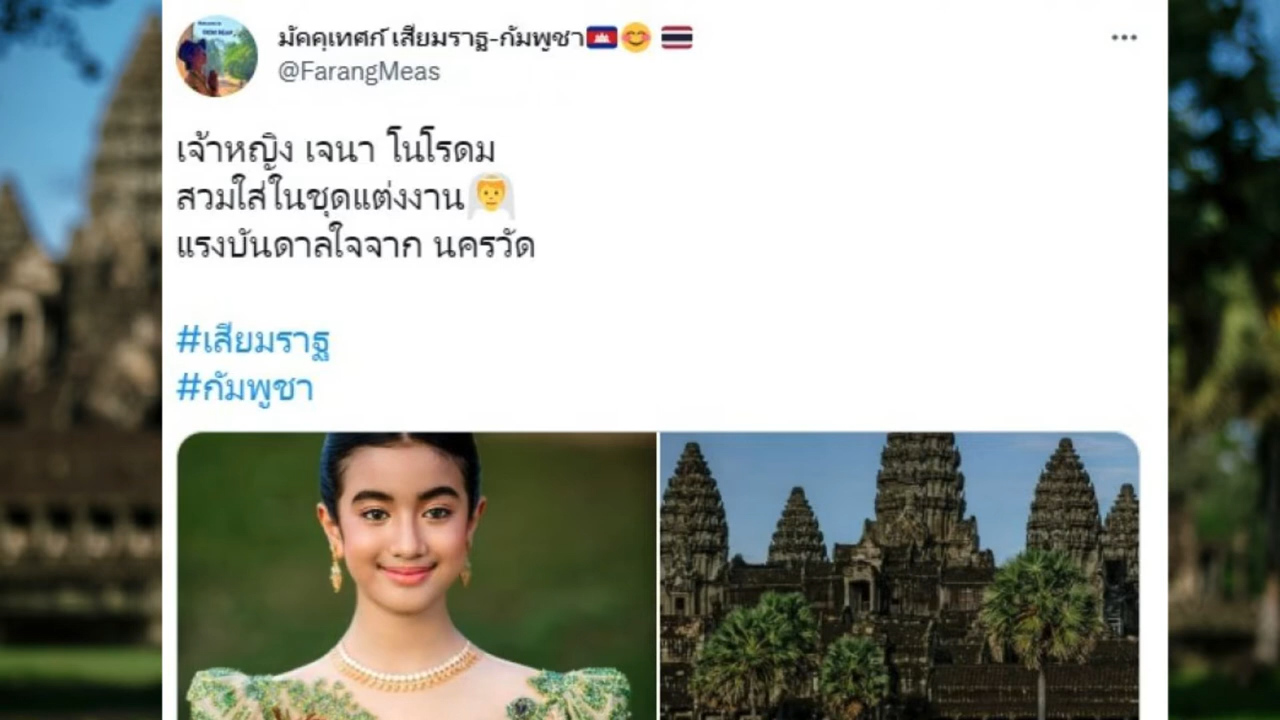 มัคคุเทศก์ เสียมราฐ-กัมพูชา🇰🇭😊 🇹🇭
@FarangMeas
เจ้าหญิง เจนา โนโรดม
สวมใส่ในชุดแต่งงาน👰
แรงบันดาลใจจาก นครวัด
#เสียมราฐ
#กัมพูชา